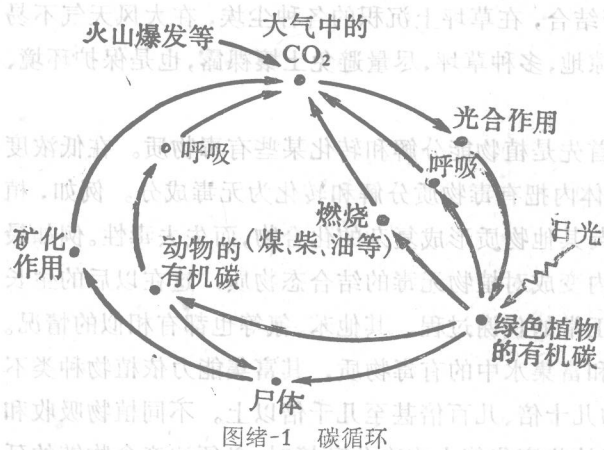 火山爆发等
大气中的
CO₂
光合作用
呼吸
呼吸
燃烧
(煤、柴、油等)
日光
矿化
作用
动物的
有机碳
绿色植物
的有机碳
尸体
图绪-1 碳循环